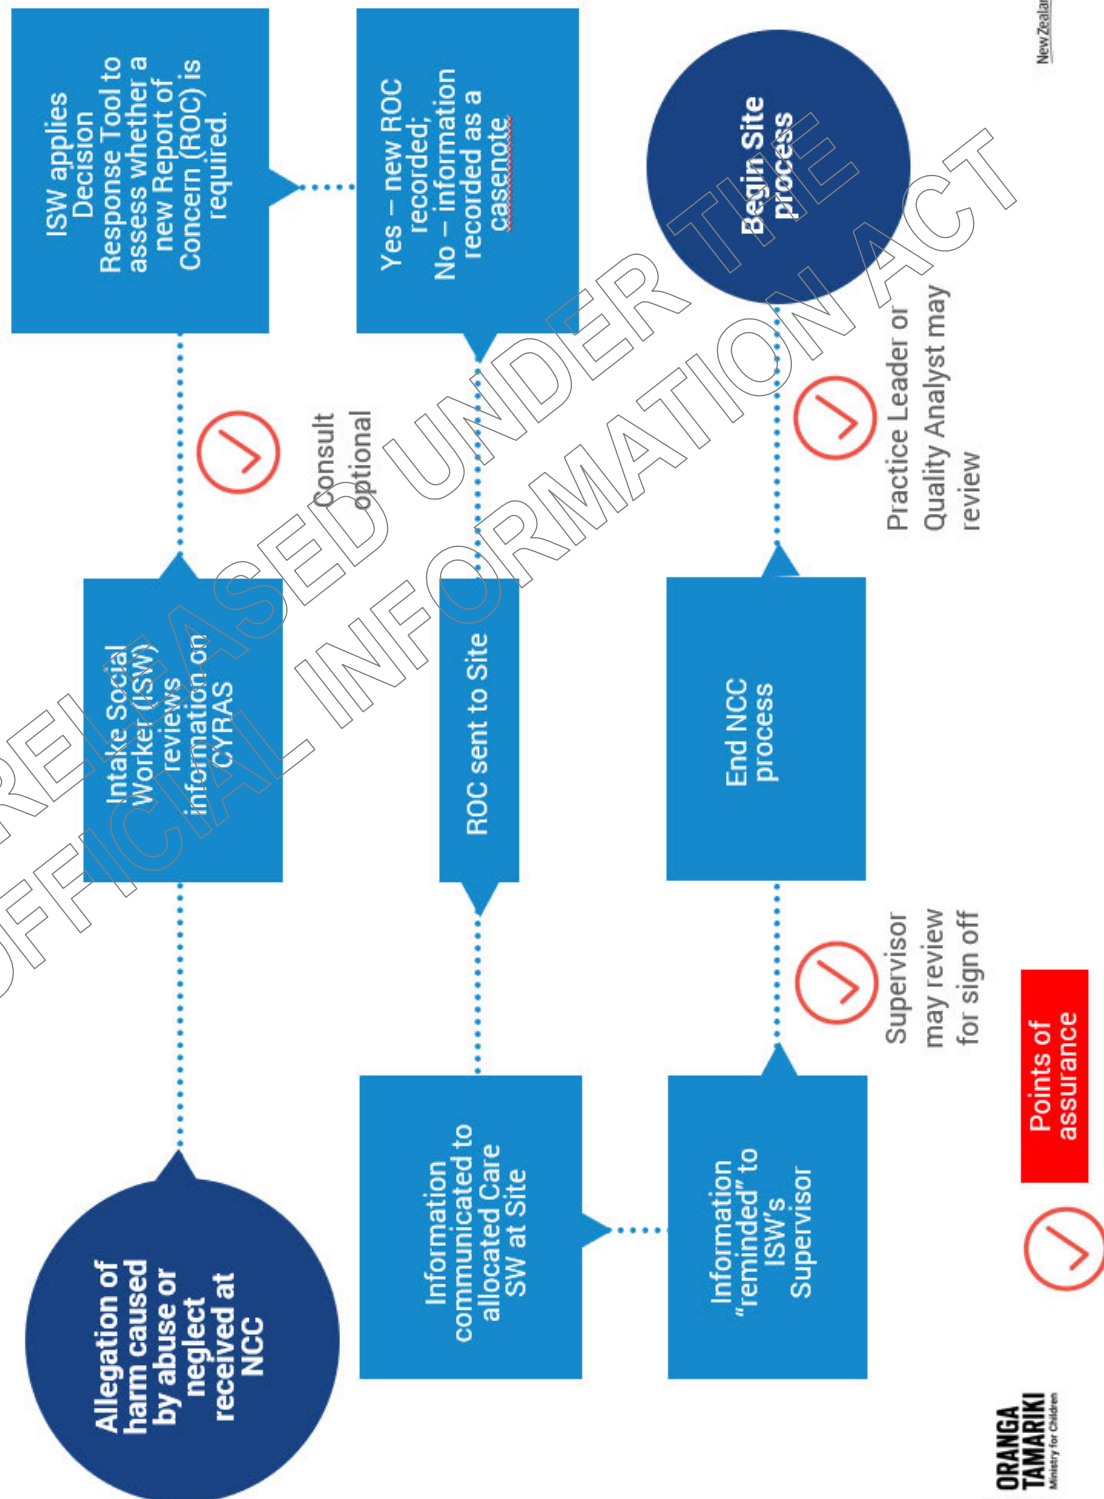 Allegation of
harm caused
by abuse or
neglect
received at
NCC
Intake Social
Worker (ISW)
reviews
information on
CYRAS
Consult
optional
ISW applies
Decision
Response Tool to
assess whether a
new Report of
Concern (ROC) is
required.
Yes – new ROC
recorded;
No – information
recorded as a
casenote
ROC sent to Site
Information
communicated to
allocated Care
SW at Site
Information
“reminded” to
ISW’s
Supervisor
Supervisor
may review
for sign off
End NCC
process
Practice Leader or
Quality Analyst may
review
Begin Site
process
Points of
assurance
ORANGA
TAMARIKI
Ministry for Children
RELEASED UNDER THE
OFFICIAL INFORMATION ACT